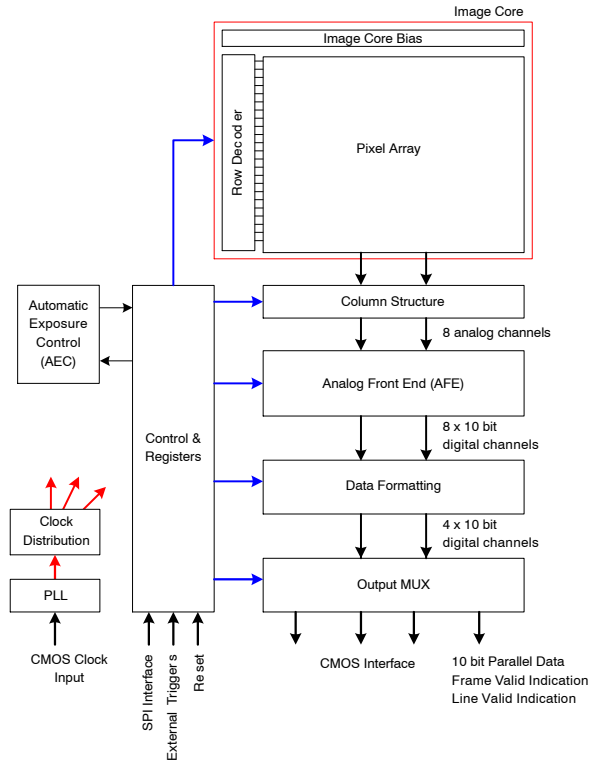 Image Core
Image Core Bias
Row Decoder
Pixel Array
Column Structure
8 analog channels
Automatic
Exposure
Control
(AEC)
Analog Front End (AFE)
8 x 10 bit
digital channels
Control &
Registers
Data Formatting
4 x 10 bit
digital channels
Clock
Distribution
PLL
Output MUX
CMOS Clock
Input
SPI Interface
External Triggers
Reset
CMOS Interface
10 bit Parallel Data
Frame Valid Indication
Line Valid Indication